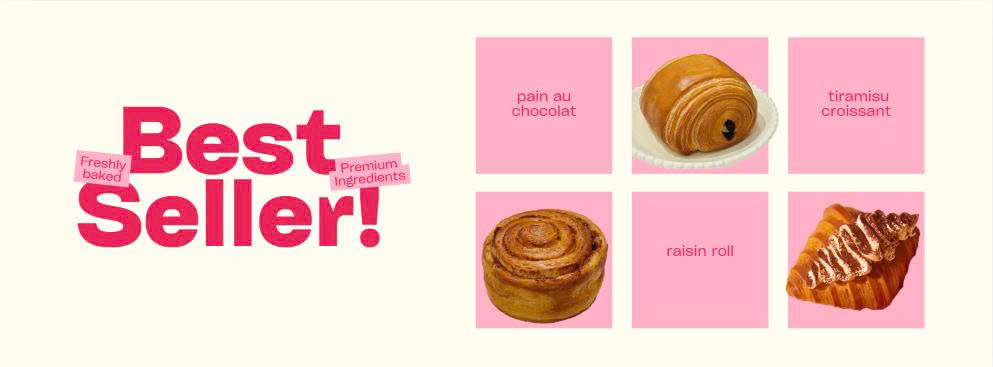 Best
Freshly
baked
Premium
Ingredients
Seller!
pain au
chocolat
tiramisu
croissant
raisin roll